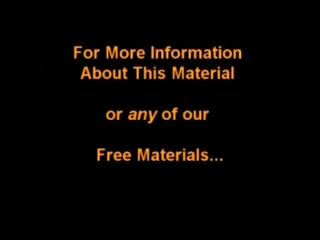 For More Information
About This Material
or any of our
Free Materials...